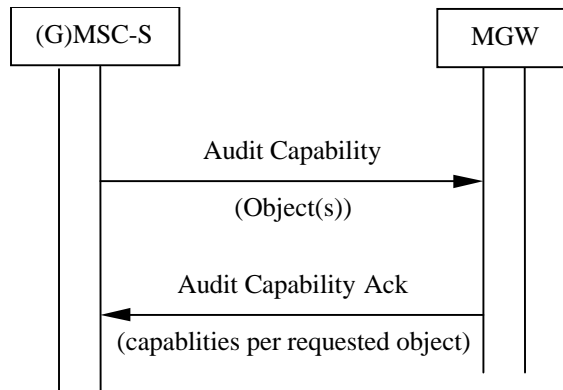 (G)MSC-S
MGW
Audit Capability
(Object(s))
Audit Capability Ack
(capablities per requested object)